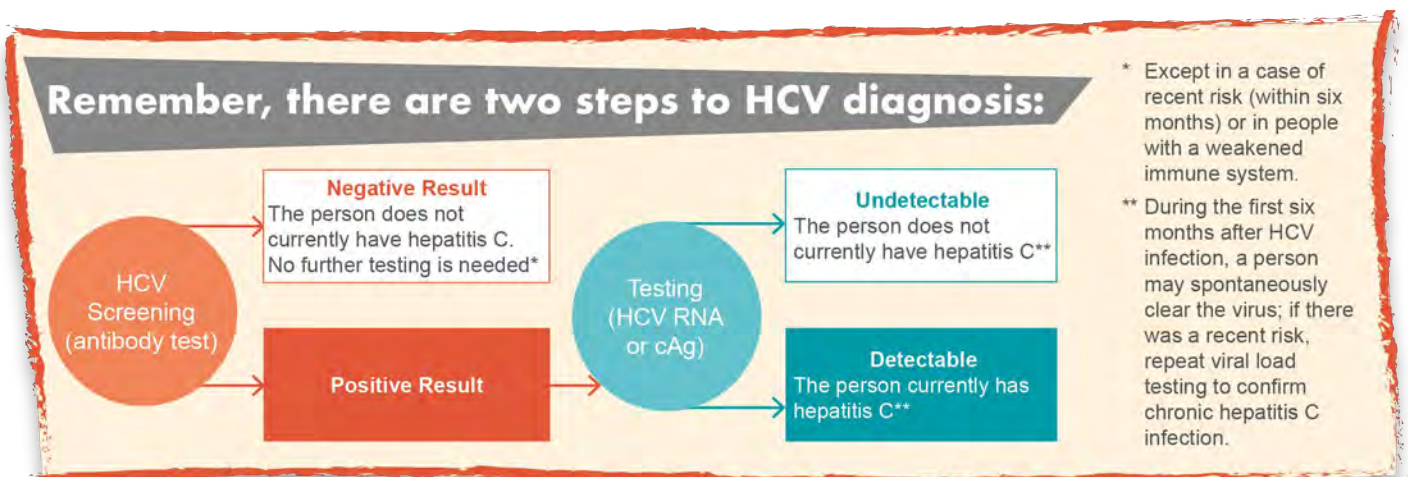 Remember, there are two steps to HCV diagnosis:
HCV
Screening
(antibody test)
Negative Result
The person does not
currently have hepatitis C.
No further testing is needed*
Positive Result
Testing
(HCV RNA
or cAg)
Undetectable
The person does not
currently have hepatitis C**
Detectable
The person currently has
hepatitis C**
* Except in a case of
recent risk (within six
months) or in people
with a weakened
immune system.
** During the first six
months after HCV
infection, a person
may spontaneously
clear the virus; if there
was a recent risk,
repeat viral load
testing to confirm
chronic hepatitis C
infection.